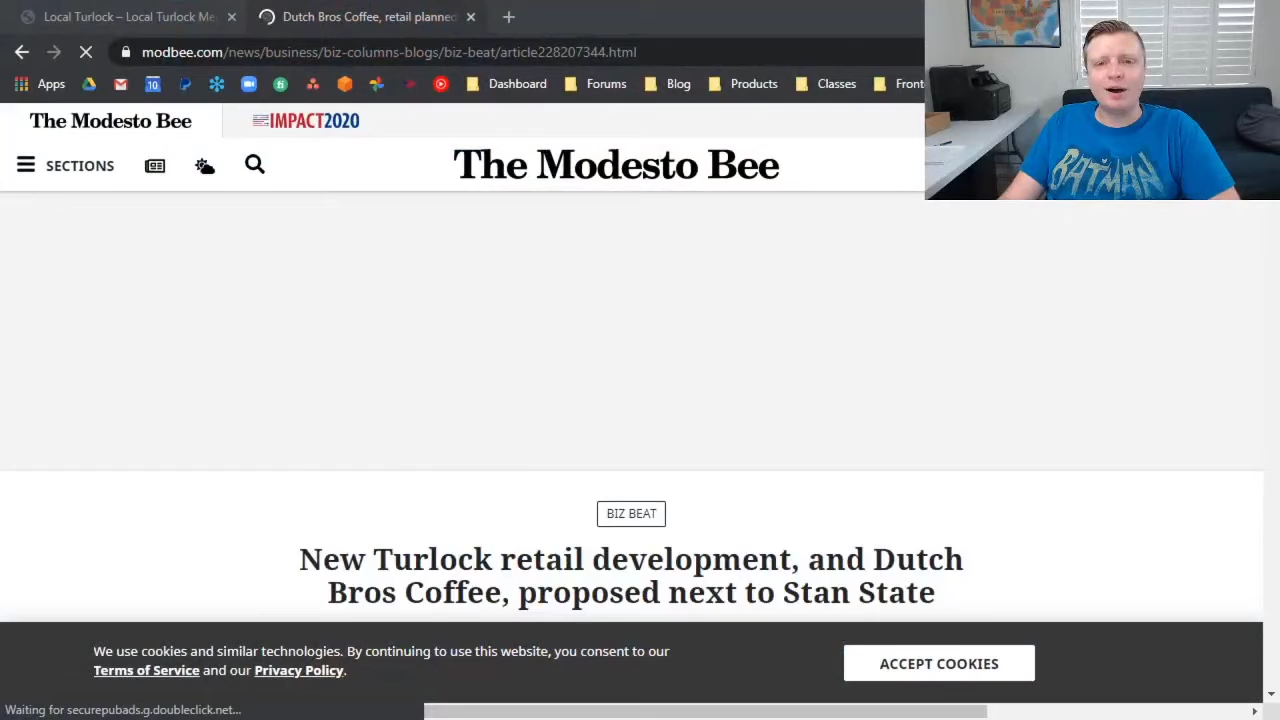 Local Turlock – Local Turlock Me
Dutch Bros Coffee, retail planned
modbee.com/news/business/biz-columns-blogs/biz-beat/article228207344.html
Apps
10
Dashboard
Forums
Blog
Products
Classes
Front
The Modesto Bee
IMPACT2020
SECTIONS
The Modesto Bee
BATMAN
BIZ BEAT
New Turlock retail development, and Dutch
Bros Coffee, proposed next to Stan State
We use cookies and similar technologies. By continuing to use this website, you consent to our
Terms of Service and our Privacy Policy.
ACCEPT COOKIES
Waiting for securepubads.g.doubleclick.net...